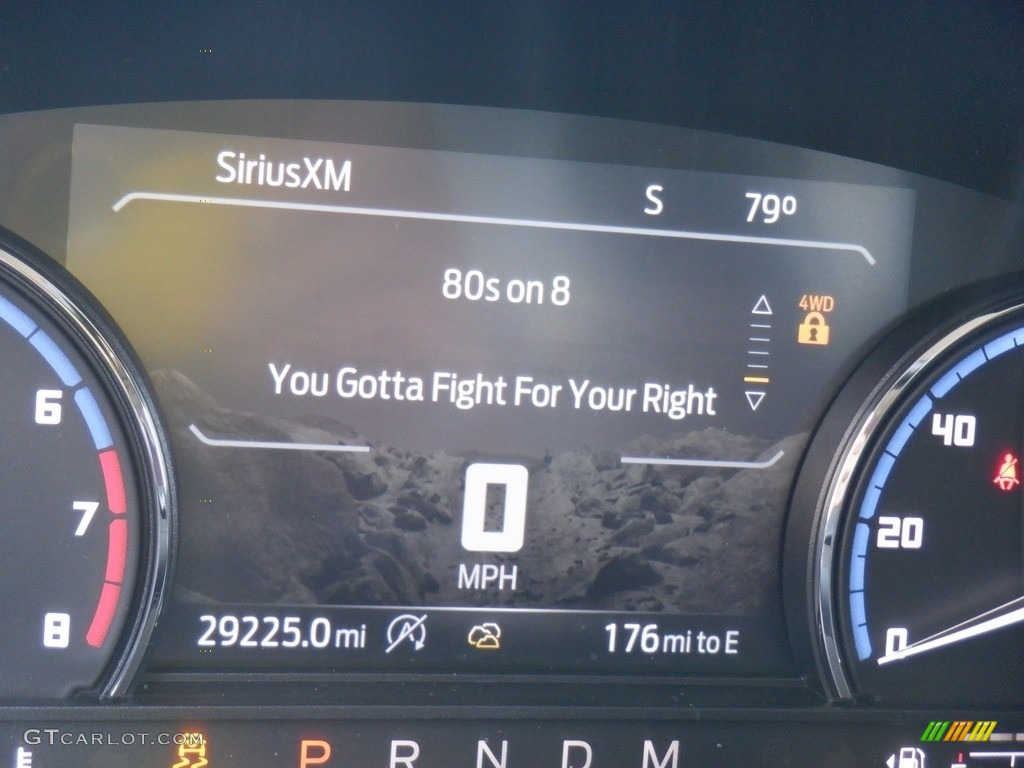 SiriusXM
S 79º
80s on 8
4WD
You Gotta Fight For Your Right
6
7
8
0
MPH
40
20
0
29225.0 mi
176 mi to E
GTCARLOT.COM
P R N D M